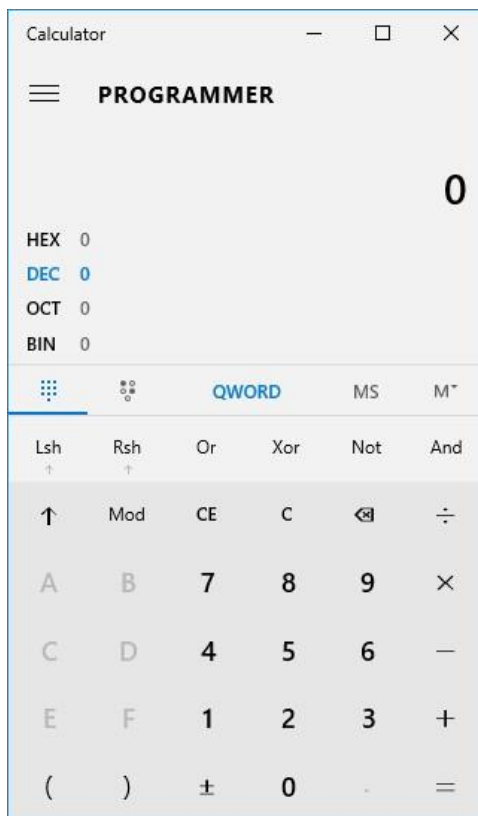 Calculator
PROGRAMMER
0
HEX 0
DEC 0
OCT 0
BIN 0
QWORD MS M
Lsh Rsh Or Xor Not And
↑ Mod CE C ÷
A B 7 8 9 ×
C D 4 5 6 −
E F 1 2 3 +
( ) ± 0 . =